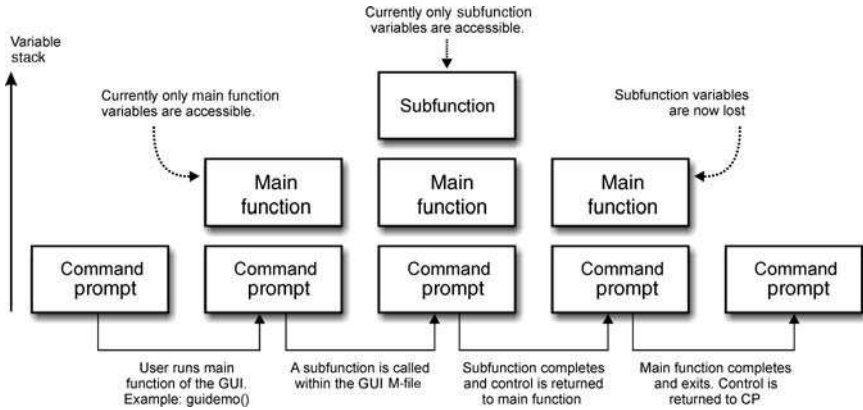 Currently only subfunction
variables are accessible.
Variable
stack
Currently only main function
variables are accessible.
Subfunction
Subfunction variables
are now lost
Main
function
Main
function
Main
function
Command
prompt
Command
prompt
Command
prompt
Command
prompt
Command
prompt
User runs main
function of the GUI.
Example: guidemo()
A subfunction is called
within the GUI M-file
Subfunction completes
and control is returned
to main function
Main function completes
and exits. Control is
returned to CP